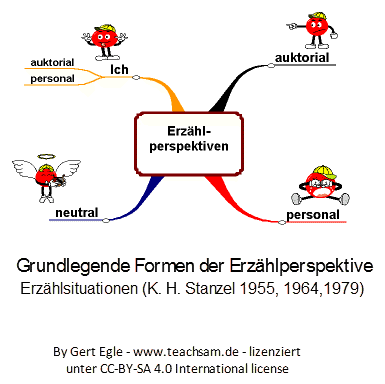 auktorial
personal
Ich
auktorial
Erzähl-
perspektiven
neutral
personal
Grundlegende Formen der Erzählperspektive
Erzählsituationen (K. H. Stanzel 1955, 1964,1979)
By Gert Egle - www.teachsam.de - lizenziert
unter CC-BY-SA 4.0 International license